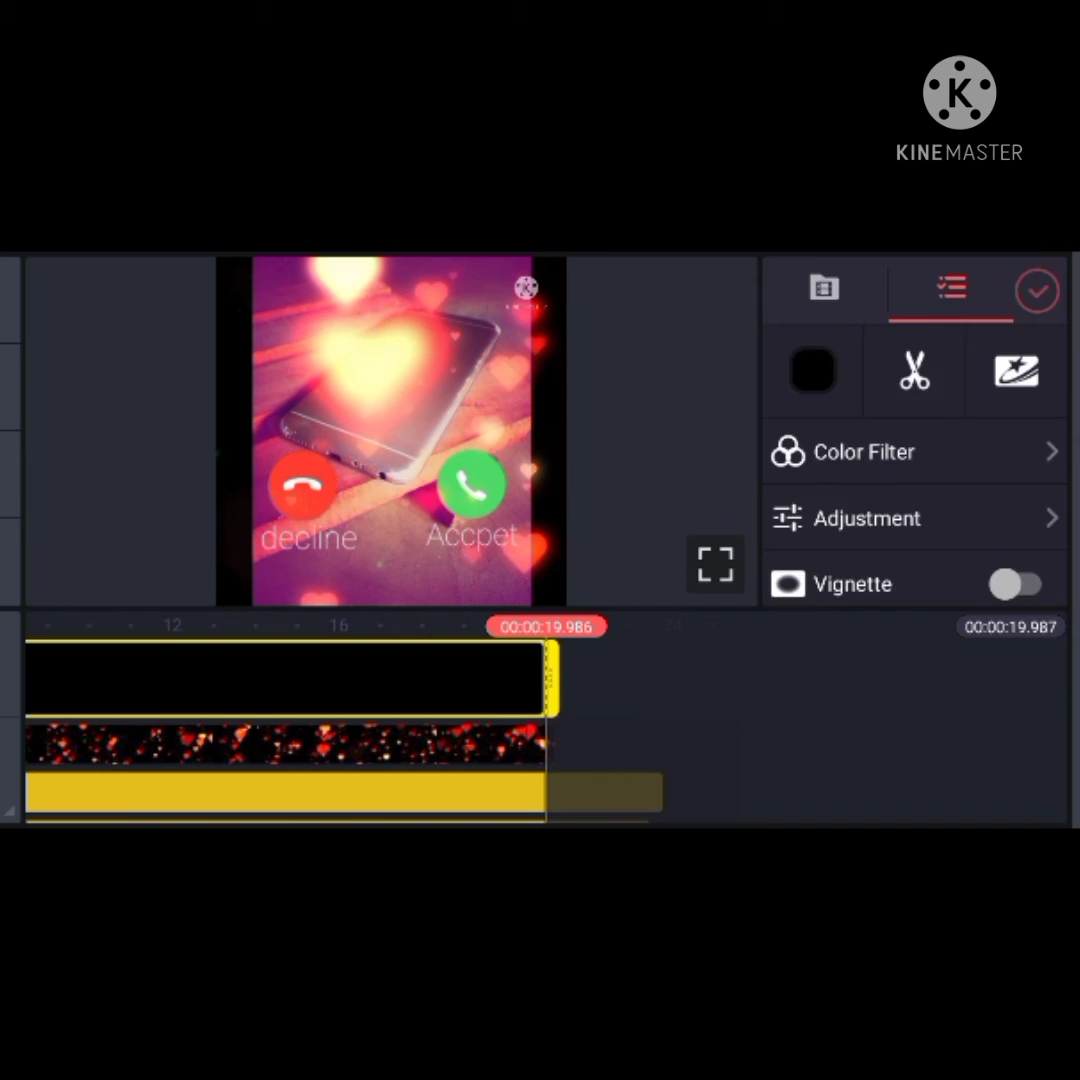 K
KINEMASTER
K
Color Filter
Adjustment
decline
Accpet
Vignette
12
16
00:00:19.986
24
00:00:19.987